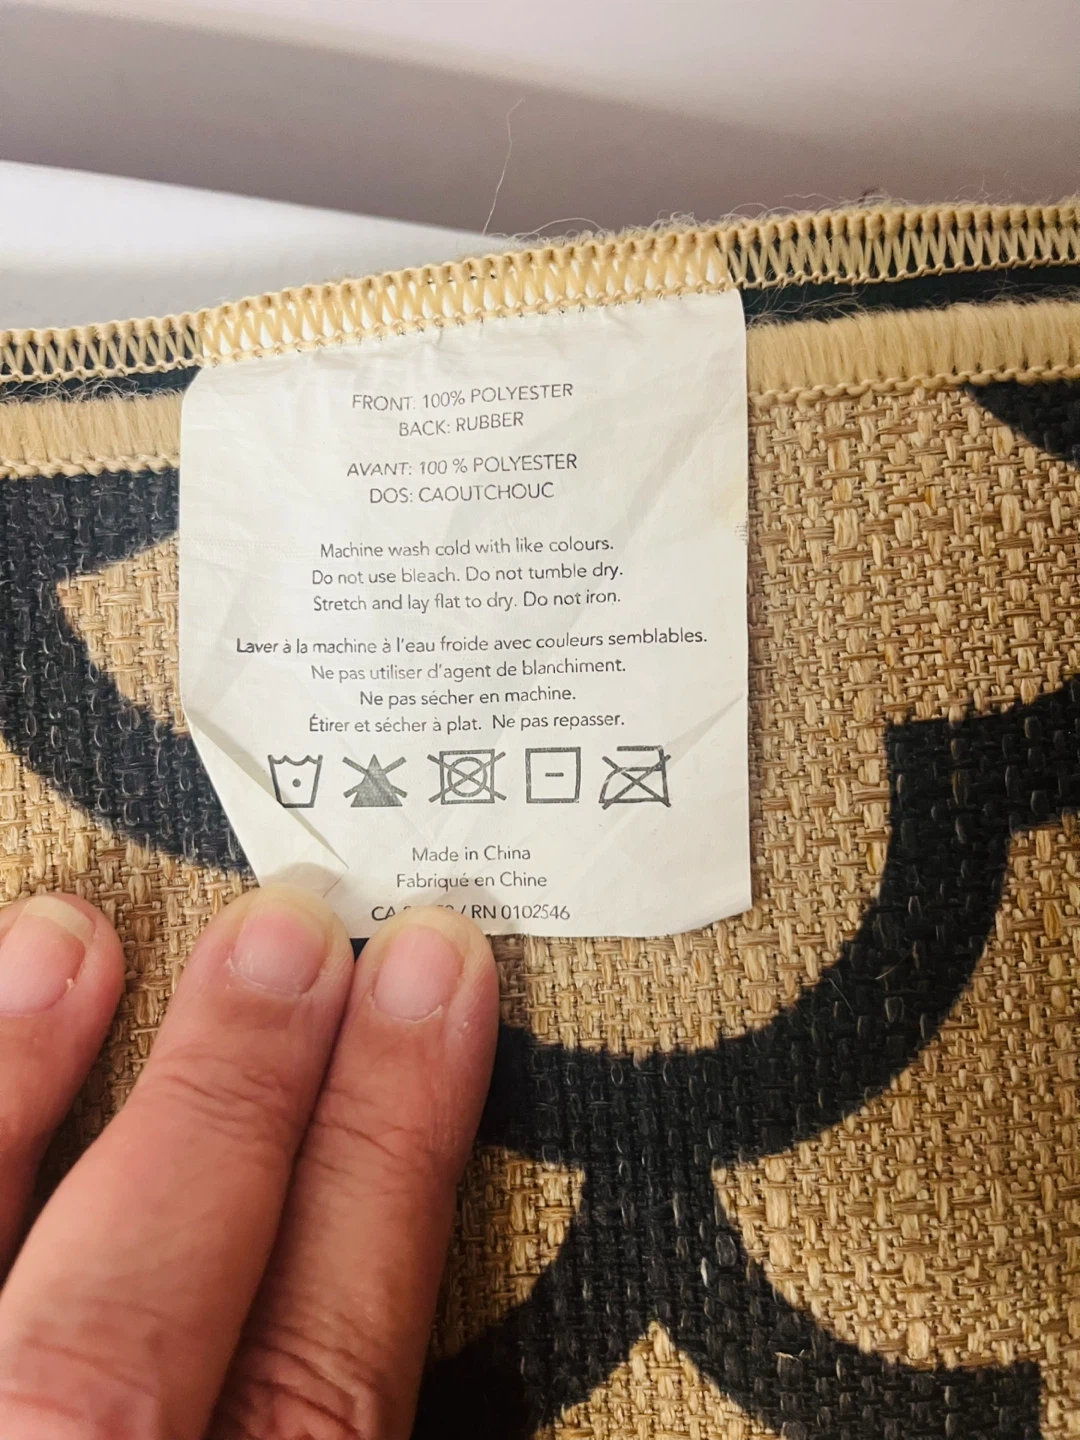 FRONT: 100% POLYESTER
BACK: RUBBER
AVANT: 100 % POLYESTER
DOS: CAOUTCHOUC
Machine wash cold with like colours.
Do not use bleach. Do not tumble dry.
Stretch and lay flat to dry. Do not iron.
Laver à la machine à l'eau froide avec couleurs semblables.
Ne pas utiliser d'agent de blanchiment.
Ne pas sécher en machine.
Étirer et sécher à plat. Ne pas repasser.
Made in China
Fabriqué en Chine
CA / RN 0102546